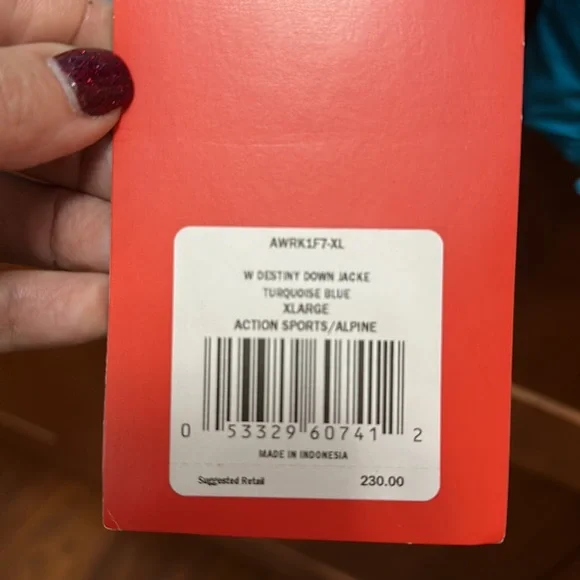 AWRK1F7-XL
W DESTINY DOWN JACKE
TURQUOISE BLUE
XLARGE
ACTION SPORTS/ALPINE
0 53329 60741 2
MADE IN INDONESIA
Suggested Retail 230.00